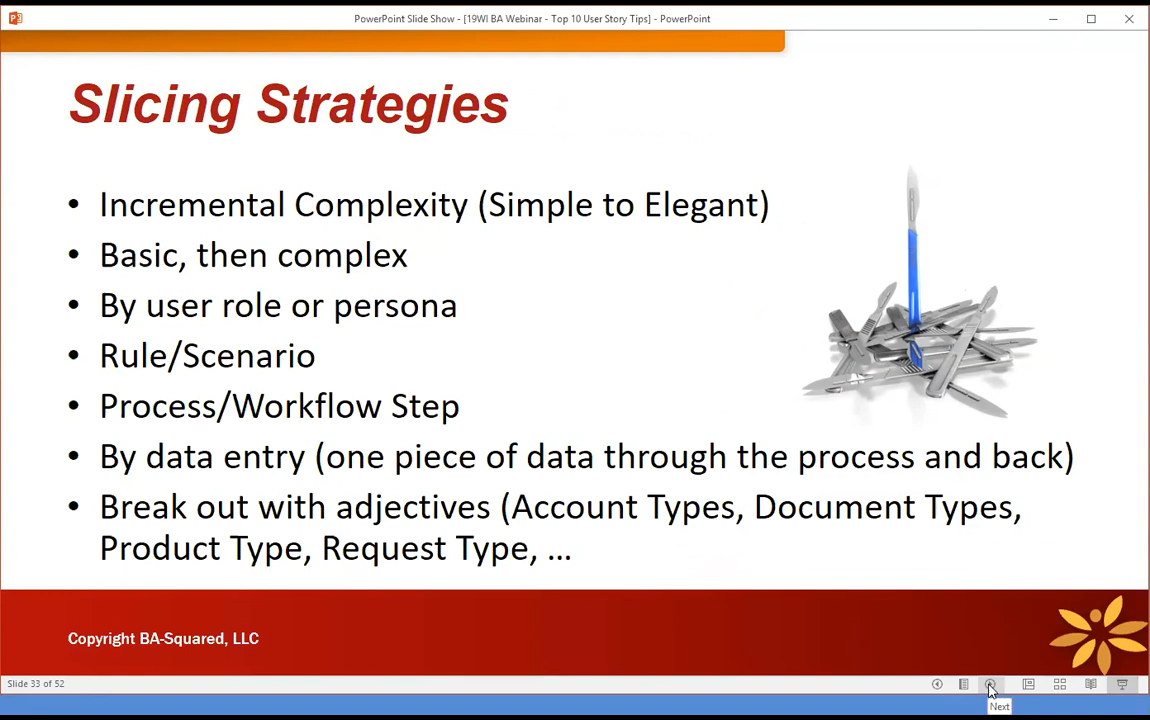 PowerPoint Slide Show - [19WI BA Webinar - Top 10 User Story Tips] - PowerPoint
Slicing Strategies
• Incremental Complexity (Simple to Elegant)
• Basic, then complex
• By user role or persona
• Rule/Scenario
• Process/Workflow Step
• By data entry (one piece of data through the process and back)
• Break out with adjectives (Account Types, Document Types,
Product Type, Request Type, ...
Copyright BA-Squared, LLC
Slide 33 of 52
Next